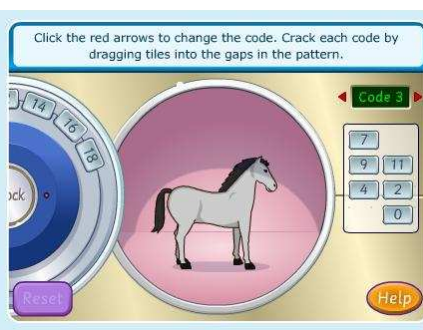 Click the red arrows to change the code. Crack each code by
dragging tiles into the gaps in the pattern.
Code 3
14
16
18
7
9 11
4 2
0
Reset
Help